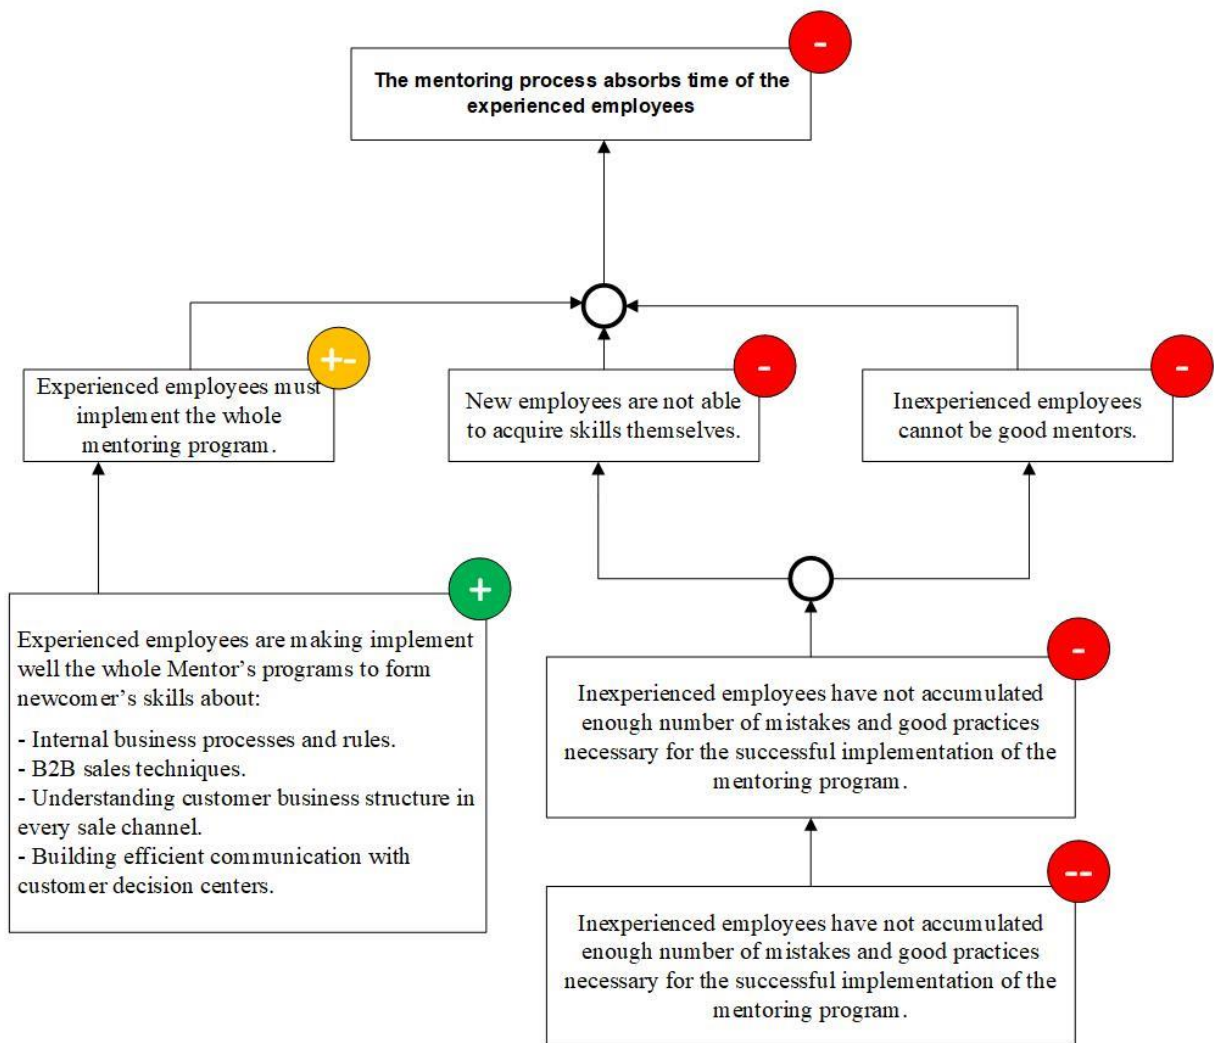 -
The mentoring process absorbs time of the
experienced employees
+-
Experienced employees must
implement the whole
mentoring program.
-
New employees are not able
to acquire skills themselves.
-
Inexperienced employees
cannot be good mentors.
+
Experienced employees are making implement
well the whole Mentor’s programs to form
newcomer’s skills about:
- Internal business processes and rules.
- B2B sales techniques.
- Understanding customer business structure in
every sale channel.
- Building efficient communication with
customer decision centers.
-
Inexperienced employees have not accumulated
enough number of mistakes and good practices
necessary for the successful implementation of the
mentoring program.
--
Inexperienced employees have not accumulated
enough number of mistakes and good practices
necessary for the successful implementation of the
mentoring program.